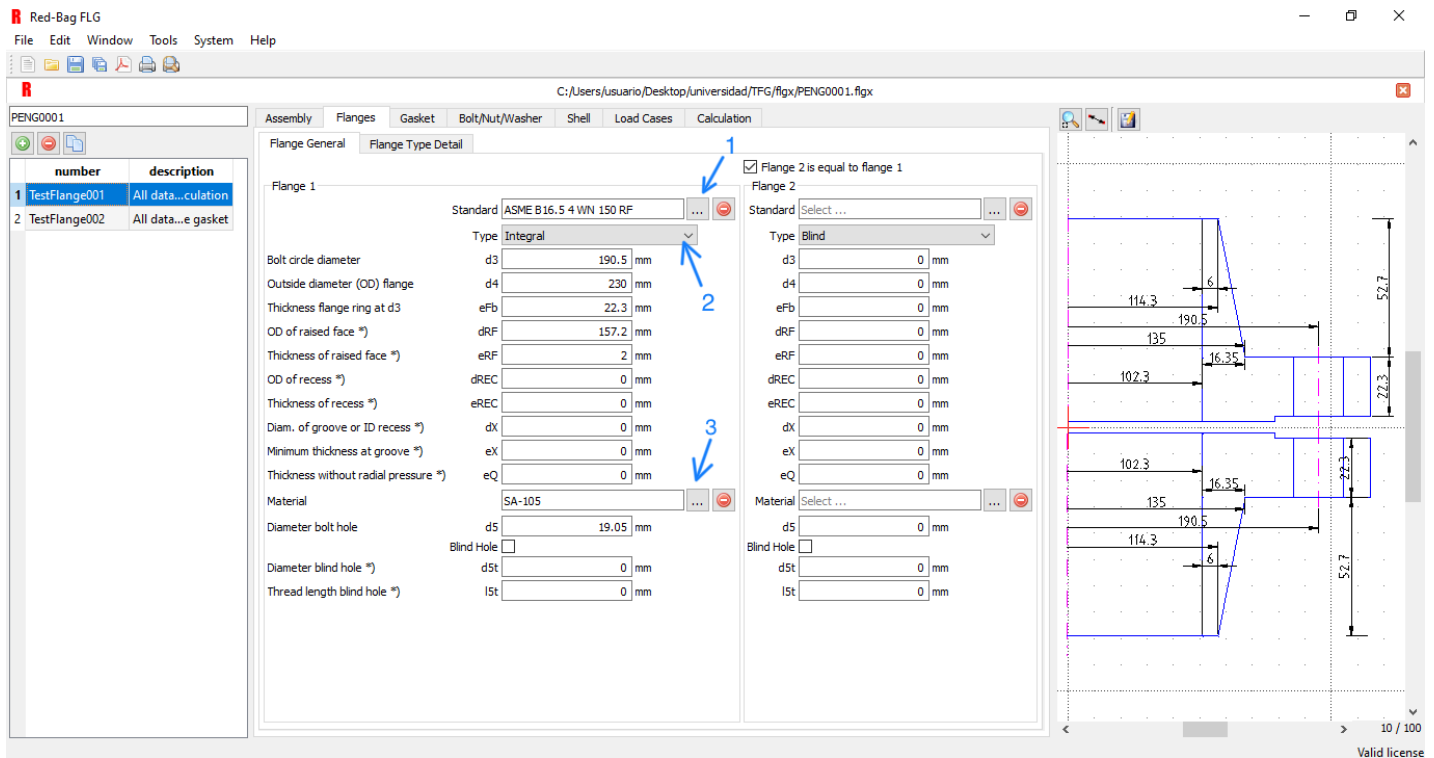 R Red-Bag FLG
File Edit Window Tools System Help
R C:/Users/usuario/Desktop/universidad/TFG/flgx/PENG0001.flgx
PENG0001
number description
1 TestFlange001 All data...culation
2 TestFlange002 All data...e gasket
Assembly Flanges Gasket Bolt/Nut/Washer Shell Load Cases Calculation
Flange General Flange Type Detail
1
Flange 2 is equal to flange 1
Flange 1 Flange 2
Standard ASME B16.5 4 WN 150 RF ... Standard Select ... ...
Type Integral Type Blind
2
Bolt circle diameter d3 190.5 mm d3 0 mm
Outside diameter (OD) flange d4 230 mm d4 0 mm
Thickness flange ring at d3 eFb 22.3 mm eFb 0 mm
OD of raised face *) dRF 157.2 mm dRF 0 mm
Thickness of raised face *) eRF 2 mm eRF 0 mm
OD of recess *) dREC 0 mm dREC 0 mm
Thickness of recess *) eREC 0 mm eREC 0 mm
Diam. of groove or ID recess *) dX 0 mm dX 0 mm
3
Minimum thickness at groove *) eX 0 mm eX 0 mm
Thickness without radial pressure *) eQ 0 mm eQ 0 mm
Material SA-105 ... Material Select ... ...
Diameter bolt hole d5 19.05 mm d5 0 mm
Blind Hole Blind Hole
Diameter blind hole *) d5t 0 mm d5t 0 mm
Thread length blind hole *) l5t 0 mm l5t 0 mm
6
52.7
114.3
190.5
135
16.35
102.3
22.3
102.3
22.3
16.35
135
190.5
114.3
6
52.7
10 / 100
Valid license